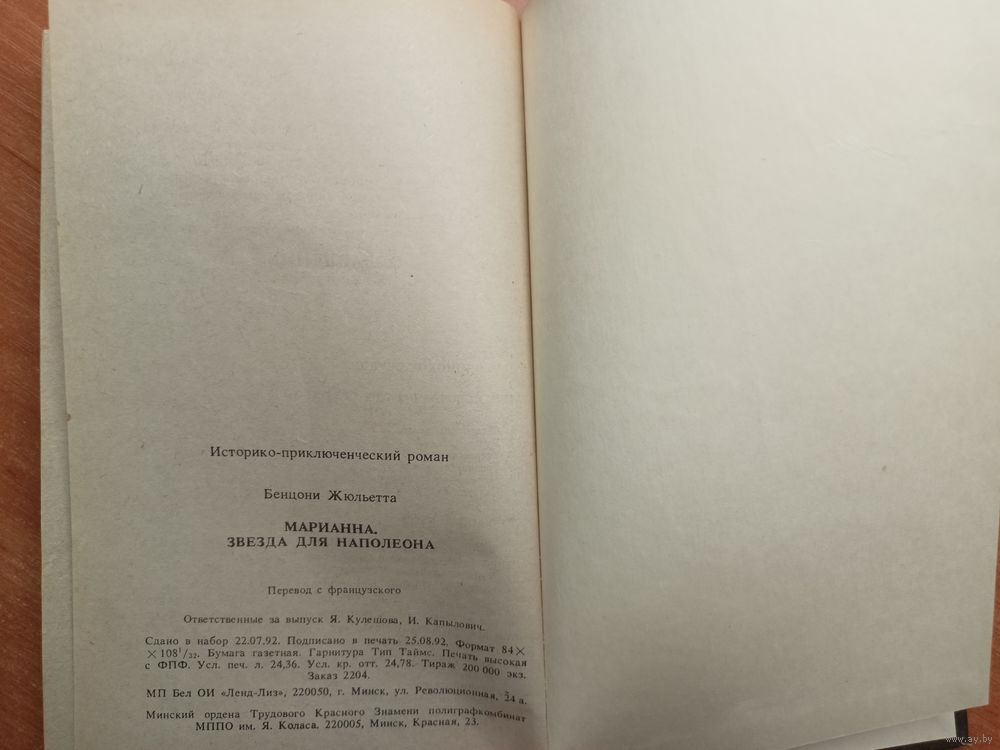 Историко-приключенческий роман
Бенцони Жюльетта
МАРИАННА.
ЗВЕЗДА ДЛЯ НАПОЛЕОНА
Перевод с французского
Ответственные за выпуск Я. Кулешова, И. Капылович.
Сдано в набор 22.07.92. Подписано в печать 25.08.92. Формат 84×
×108¹/₃₂. Бумага газетная. Гарнитура Тип Таймс. Печать высокая
с ФПФ. Усл. печ. л. 24,36. Усл. кр. отт. 24,78. Тираж 200 000 экз.
Заказ 2204.
МП Бел ОИ «Ленд-Лиз», 220050, г. Минск, ул. Революционная, 24 а.
Минский ордена Трудового Красного Знамени полиграфкомбинат
МППО им. Я. Коласа. 220005, Минск, Красная, 23.
www.ay.by